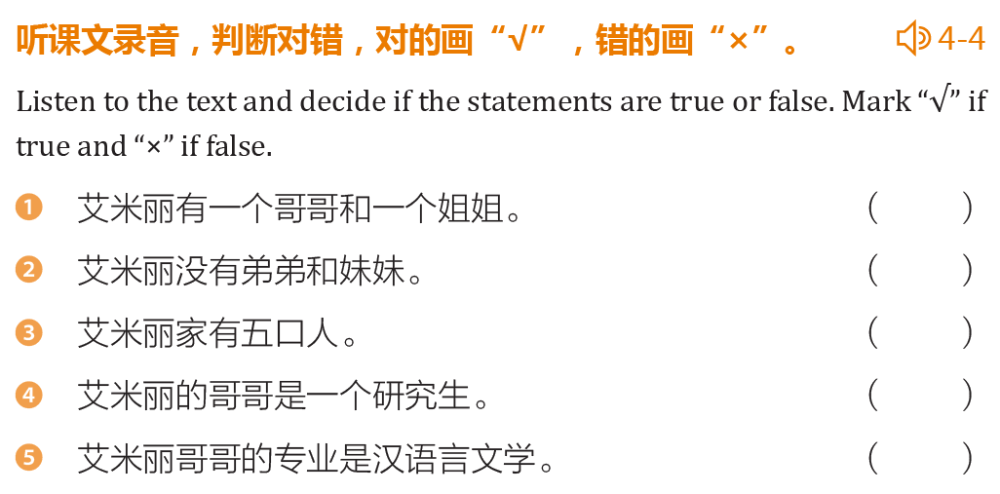 听课文录音，判断对错，对的画“√”，错的画“×”。 4-4
Listen to the text and decide if the statements are true or false. Mark “√” if
true and “×” if false.
1 艾米丽有一个哥哥和一个姐姐。 ( )
2 艾米丽没有弟弟和妹妹。 ( )
3 艾米丽家有五口人。 ( )
4 艾米丽的哥哥是一个研究生。 ( )
5 艾米丽哥哥的专业是汉语言文学。 ( )